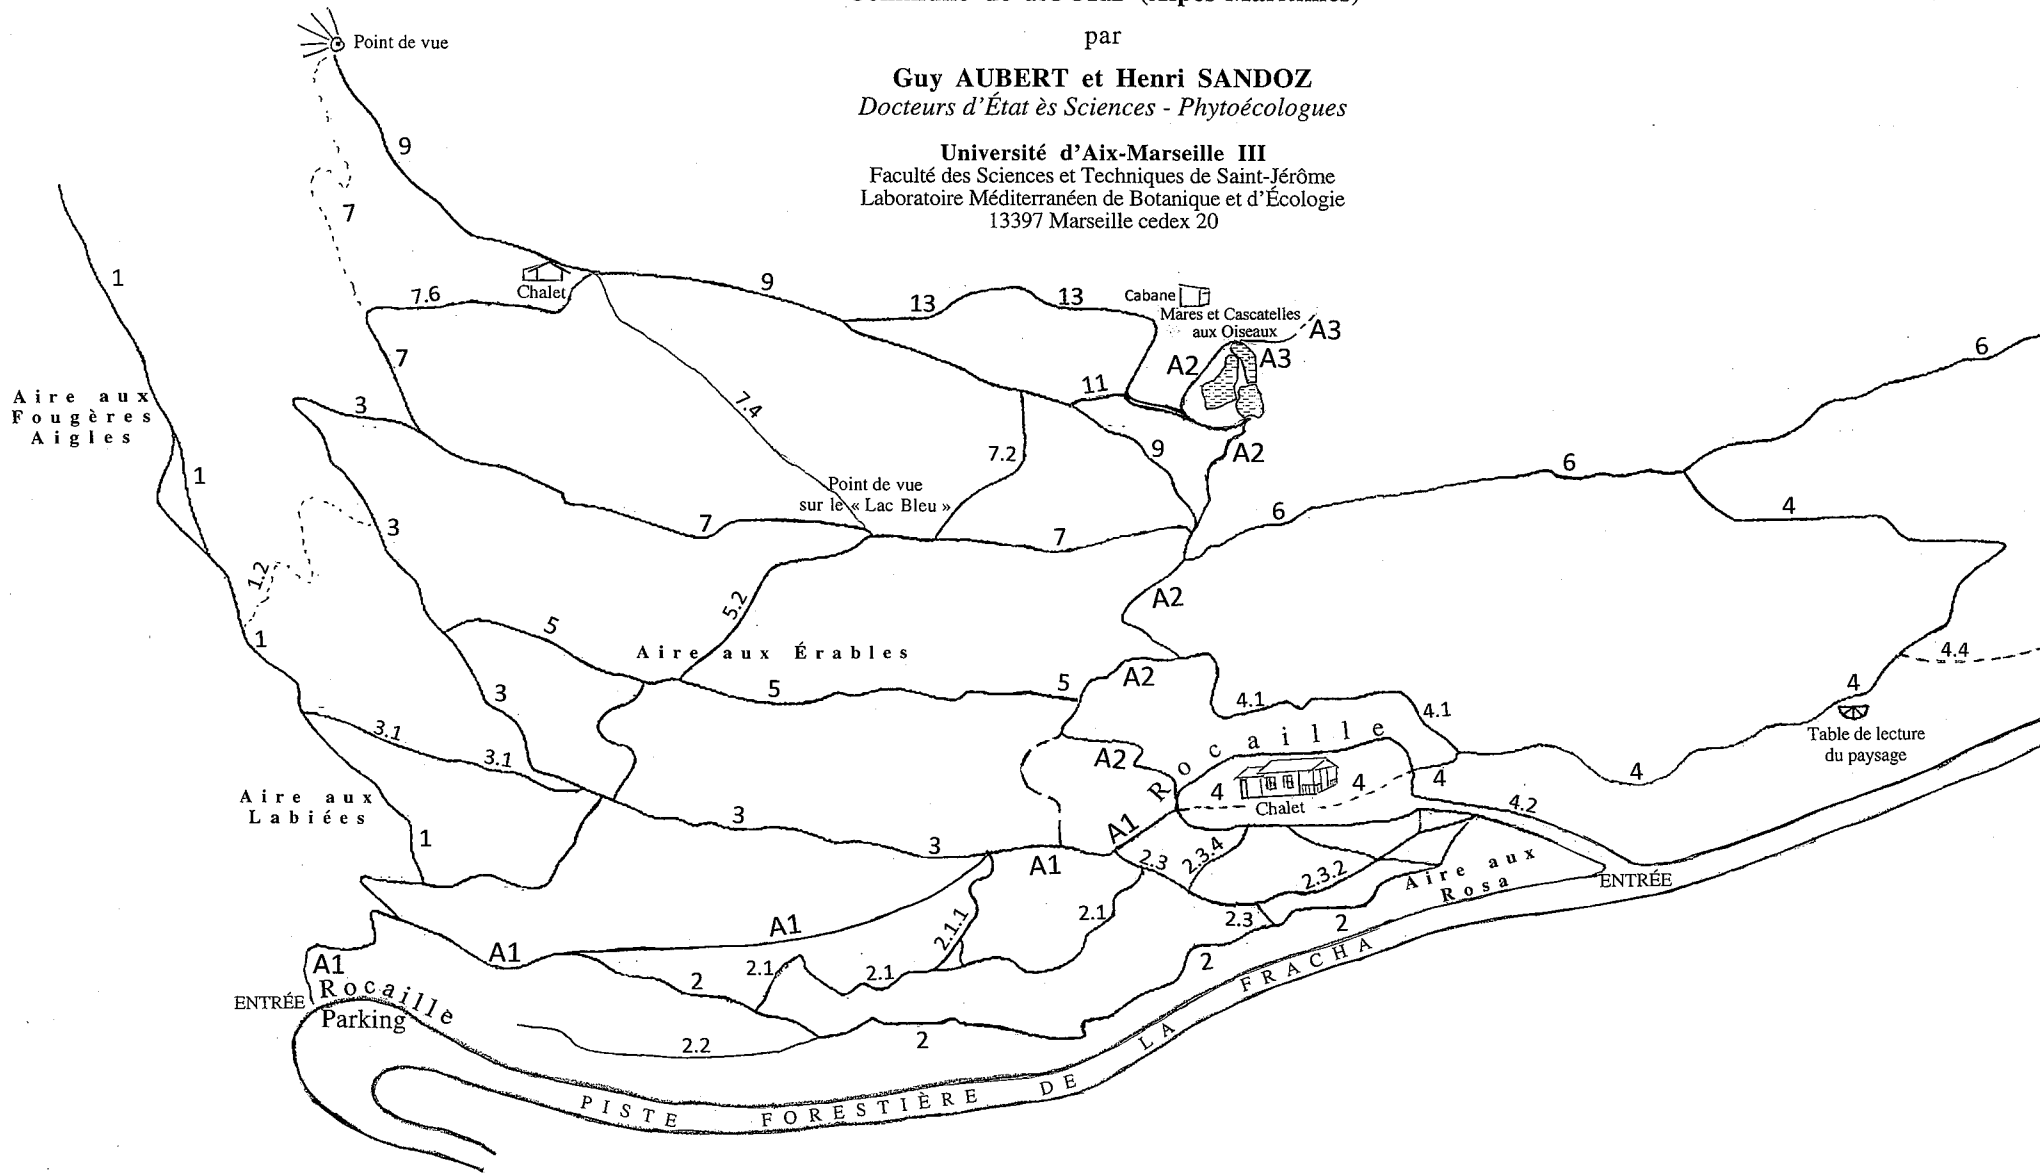 par
Guy AUBERT et Henri SANDOZ
Docteurs d'État ès Sciences - Phytoécologues
Université d'Aix-Marseille III
Faculté des Sciences et Techniques de Saint-Jérôme
Laboratoire Méditerranéen de Botanique et d'Écologie
13397 Marseille cedex 20
Point de vue
9
7
1
7.6
Chalet
9
13
13
Cabane
Mares et Cascatelles
aux Oiseaux
A3
A2
A3
6
7
Aire aux
Fougères
Aigles
3
7.4
11
1
7.2
9
A2
6
Point de vue
sur le « Lac Bleu »
3
7
7
6
4
1.2
5.2
A2
1
5
Aire aux Érables
4.4
3
5
5
A2
4.1
4.1
4
Table de lecture
du paysage
3.1
3.1
A2
Rocaille
4
4
4
4
Chalet
4.2
Aire aux
Labiées
1
3
3
A1
A1
2.3
2.3.4
2.3.2
Aire aux
Rosa
ENTRÉE
A1
2.1.1
2.1
2.3
2
A1
A1
2
2.1
2.1
2
ENTRÉE
Rocaille
Parking
2.2
2
PISTE FORESTIÈRE DE LA FRACHA